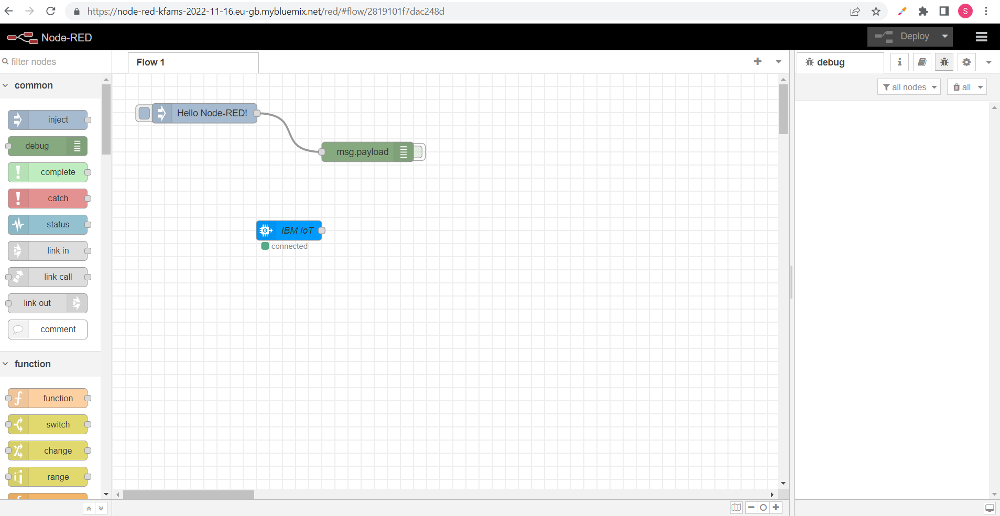 https://node-red-kfams-2022-11-16.eu-gb.mybluemix.net/red/#flow/2819101f7dac248d
S
Node-RED
Deploy
filter nodes
Flow 1
debug
i
all nodes
all
common
inject
debug
complete
catch
status
link in
link call
link out
comment
function
function
switch
change
range
Hello Node-RED!
msg.payload
IBM IoT
connected